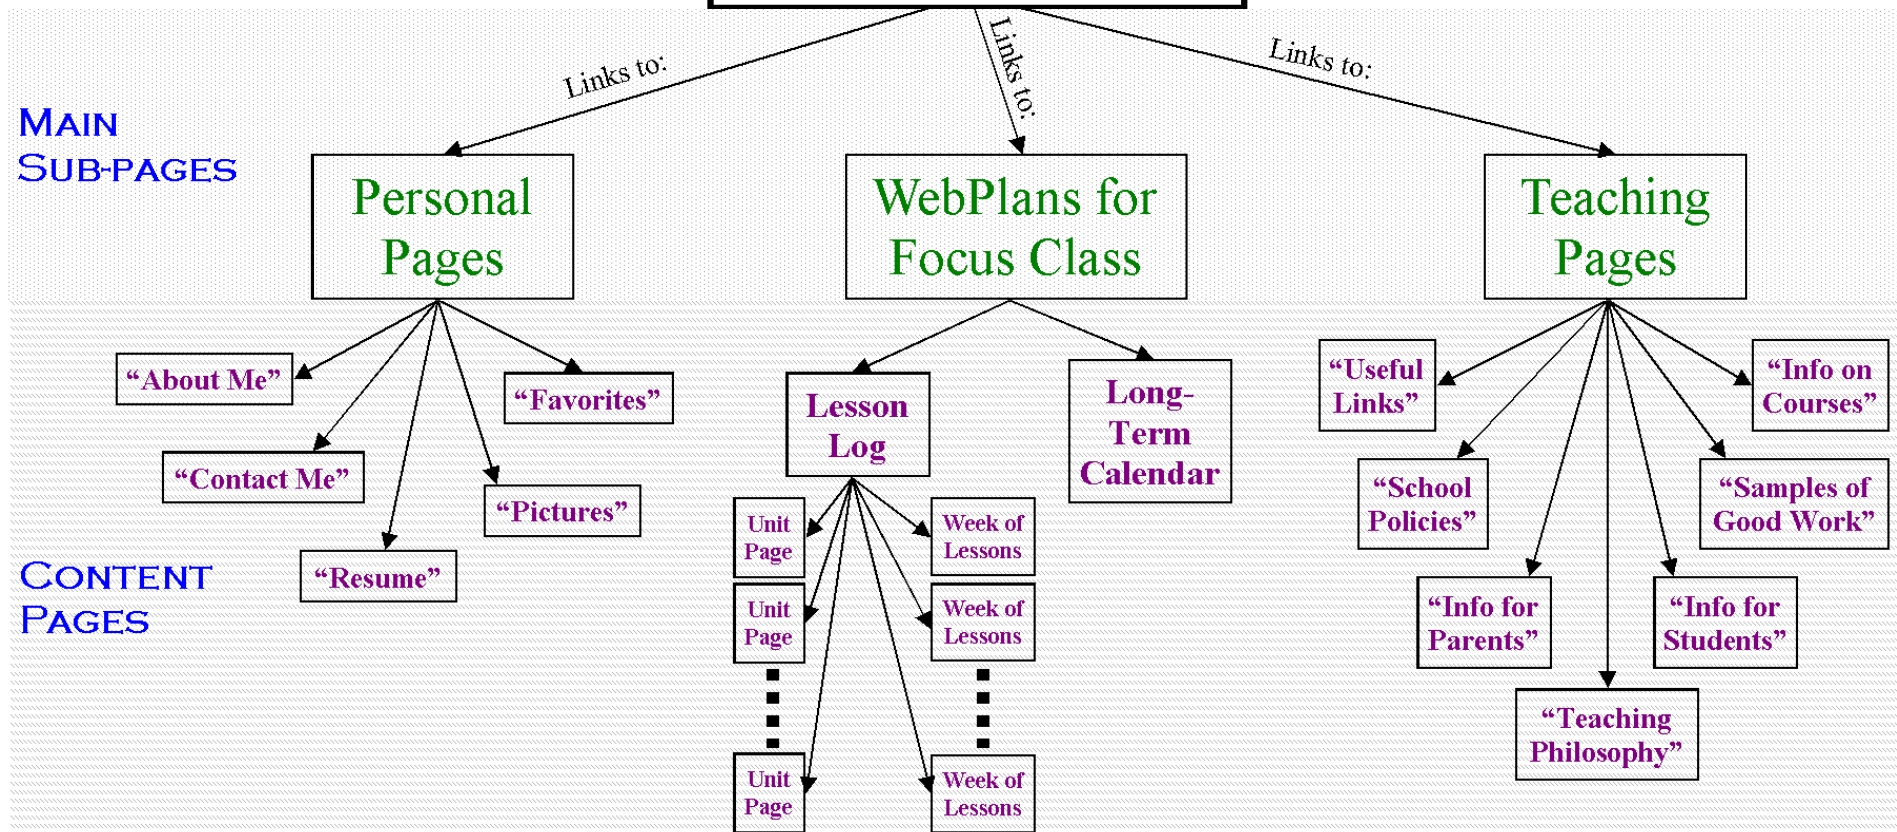 Links to:
Links to:
Links to:
MAIN
SUB-PAGES
Personal
Pages
WebPlans for
Focus Class
Teaching
Pages
“About Me”
“Favorites”
“Contact Me”
“Pictures”
“Resume”
Lesson
Log
Long-
Term
Calendar
Unit
Page
Week of
Lessons
Unit
Page
Week of
Lessons
Unit
Page
Week of
Lessons
“Useful
Links”
“Info on
Courses”
“School
Policies”
“Samples of
Good Work”
“Info for
Parents”
“Info for
Students”
“Teaching
Philosophy”
CONTENT
PAGES